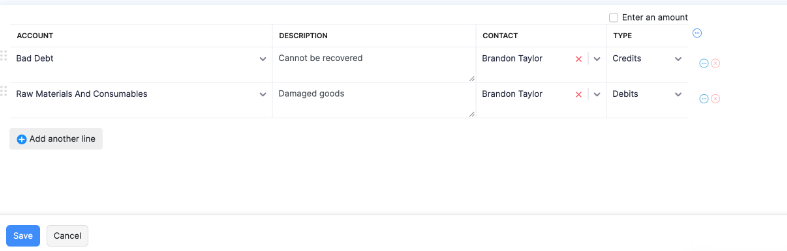 Enter an amount
ACCOUNT DESCRIPTION CONTACT TYPE
Bad Debt Cannot be recovered Brandon Taylor Credits
Raw Materials And Consumables Damaged goods Brandon Taylor Debits
Add another line
Save Cancel